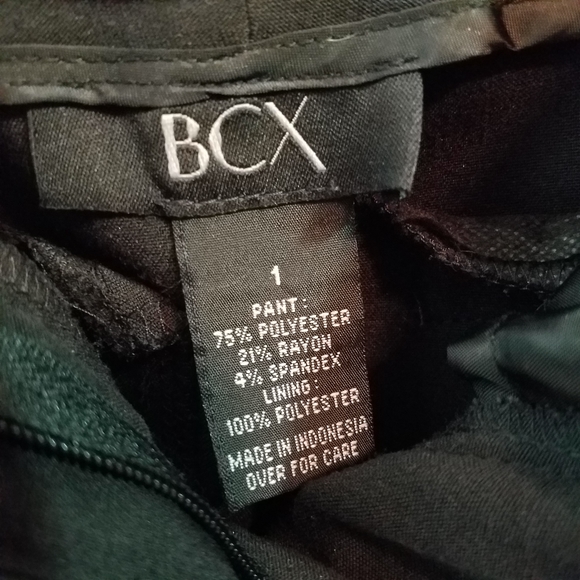 BCX
1
PANT:
75% POLYESTER
21% RAYON
4% SPANDEX
LINING:
100% POLYESTER
MADE IN INDONESIA
OVER FOR CARE